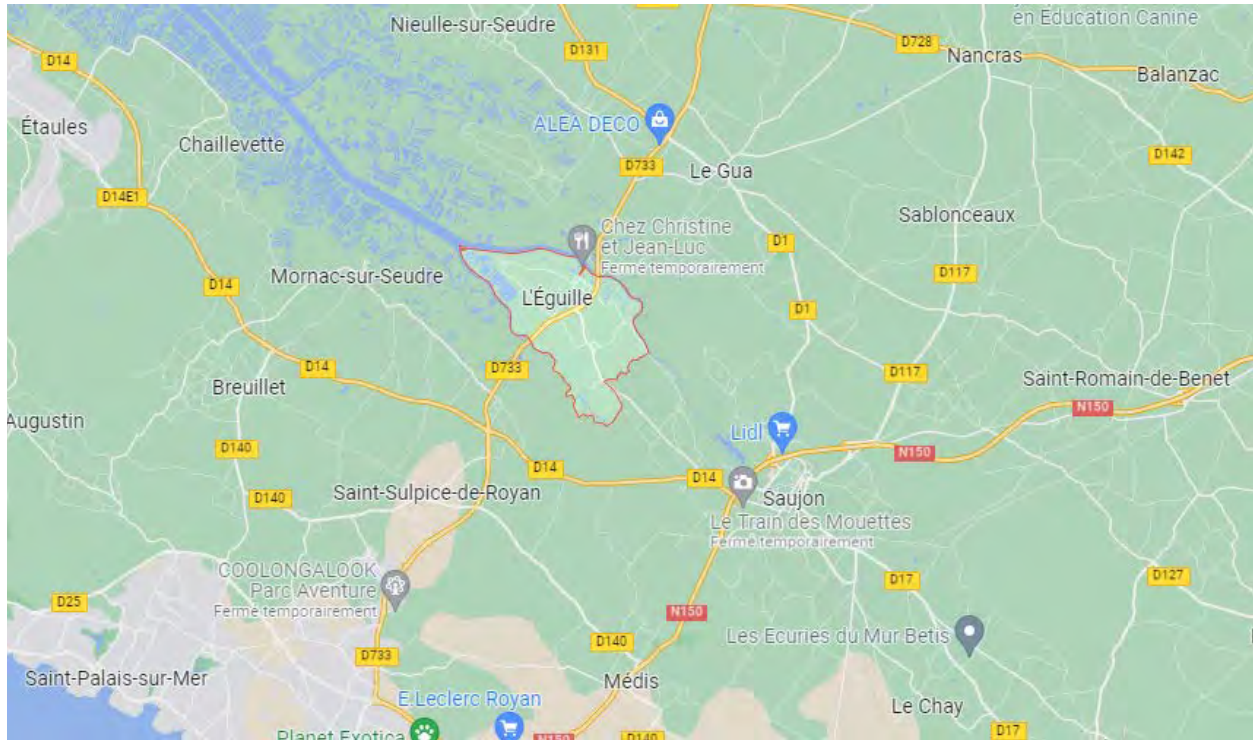 en Education Canine
Nieulle-sur-Seudre
D131
D728
Nancras
D14
Balanzac
Étaules
ALEA DECO
Chaillevette
D142
D733
Le Gua
D14E1
Sablonceaux
Chez Christine
et Jean-Luc
Fermé temporairement
D1
Mornac-sur-Seudre
D117
D14
L'Éguille
D1
D14
D733
D117
Breuillet
Saint-Romain-de-Benet
N150
Augustin
Lidl
D140
N150
D14
D14
Saint-Sulpice-de-Royan
D140
Saujon
Le Train des Mouettes
Fermé temporairement
COOLONGALOOK
Parc Aventure
Fermé temporairement
D17
D127
D25
N150
D140
Les Ecuries du Mur Betis
D733
Saint-Palais-sur-Mer
Médis
E.Leclerc Royan
Le Chay
D17
Planet Exotica
N150
D140